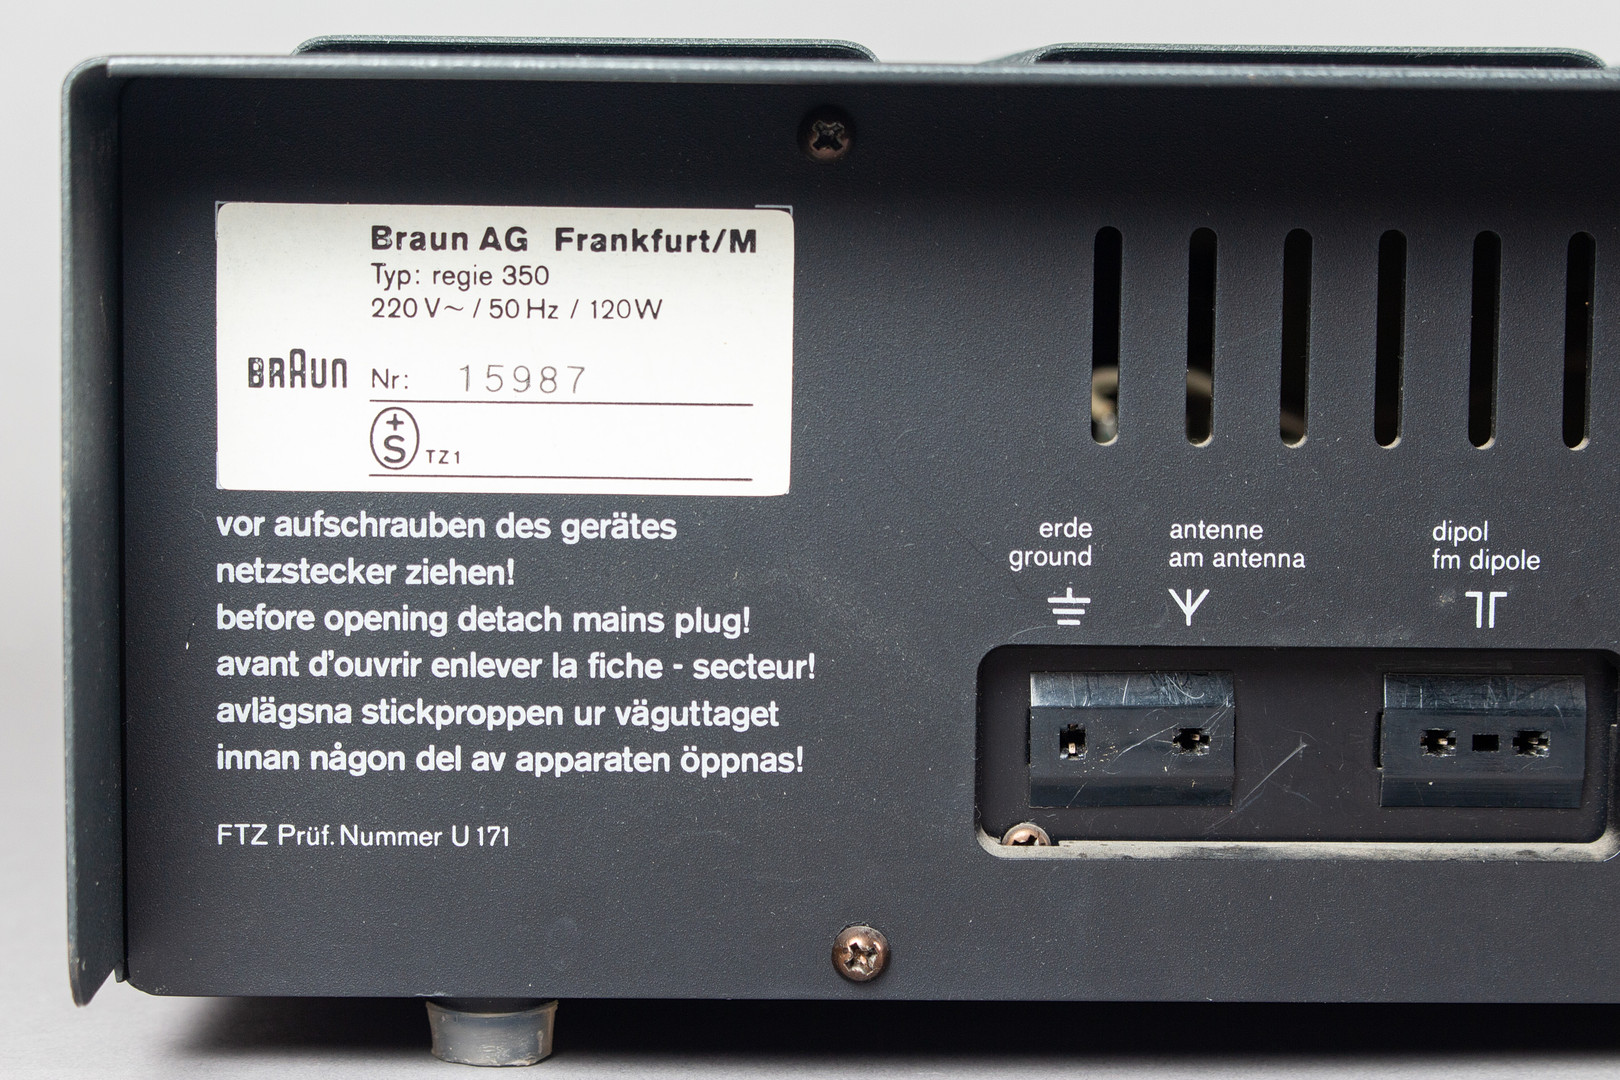 Braun AG Frankfurt/M
Typ: regie 350
220 V~ / 50 Hz / 120 W
BRAUN
Nr: 15987
+
S TZ1
vor aufschrauben des gerätes
netzstecker ziehen!
before opening detach mains plug!
avant d'ouvrir enlever la fiche - secteur!
avlägsna stickproppen ur väguttaget
innan någon del av apparaten öppnas!
FTZ Prüf. Nummer U 171
erde
ground
antenne
am antenna
dipol
fm dipole